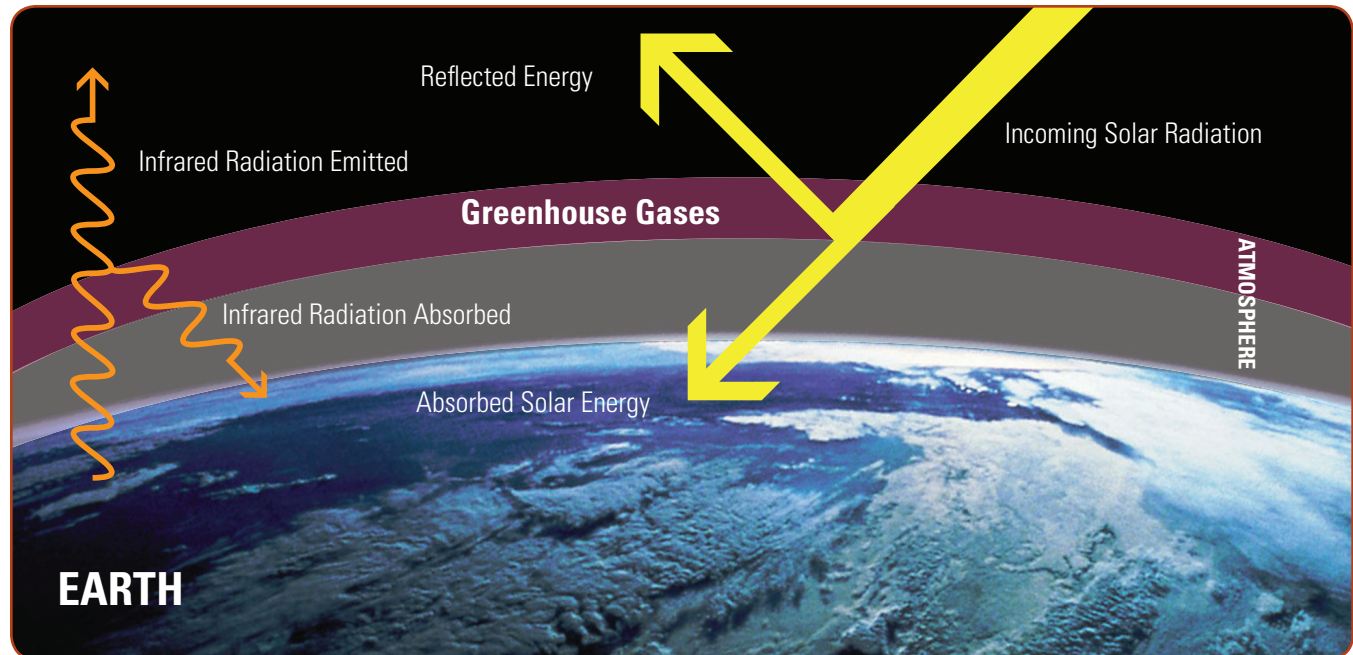 Reflected Energy
Incoming Solar Radiation
Infrared Radiation Emitted
Greenhouse Gases
ATMOSPHERE
Infrared Radiation Absorbed
Absorbed Solar Energy
EARTH